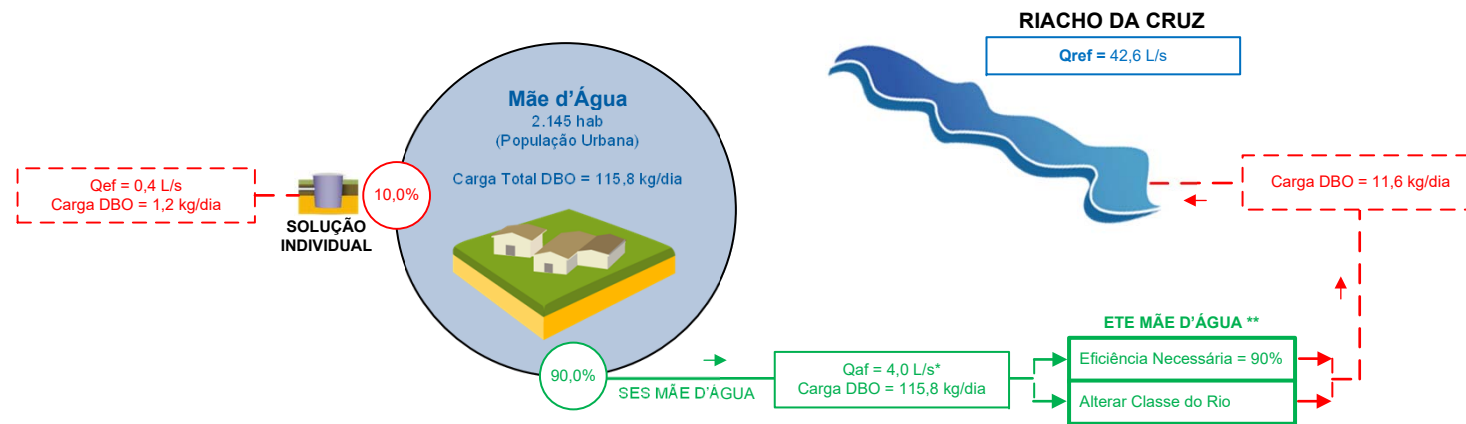 RIACHO DA CRUZ
Qref = 42,6 L/s
Mãe d'Água
2.145 hab
(População Urbana)
Carga Total DBO = 115,8 kg/dia
Qef = 0,4 L/s
Carga DBO = 1,2 kg/dia
SOLUÇÃO
INDIVIDUAL
10,0%
Carga DBO = 11,6 kg/dia
90,0%
SES MÃE D'ÁGUA
Qaf = 4,0 L/s*
Carga DBO = 115,8 kg/dia
ETE MÃE D'ÁGUA **
Eficiência Necessária = 90%
Alterar Classe do Rio